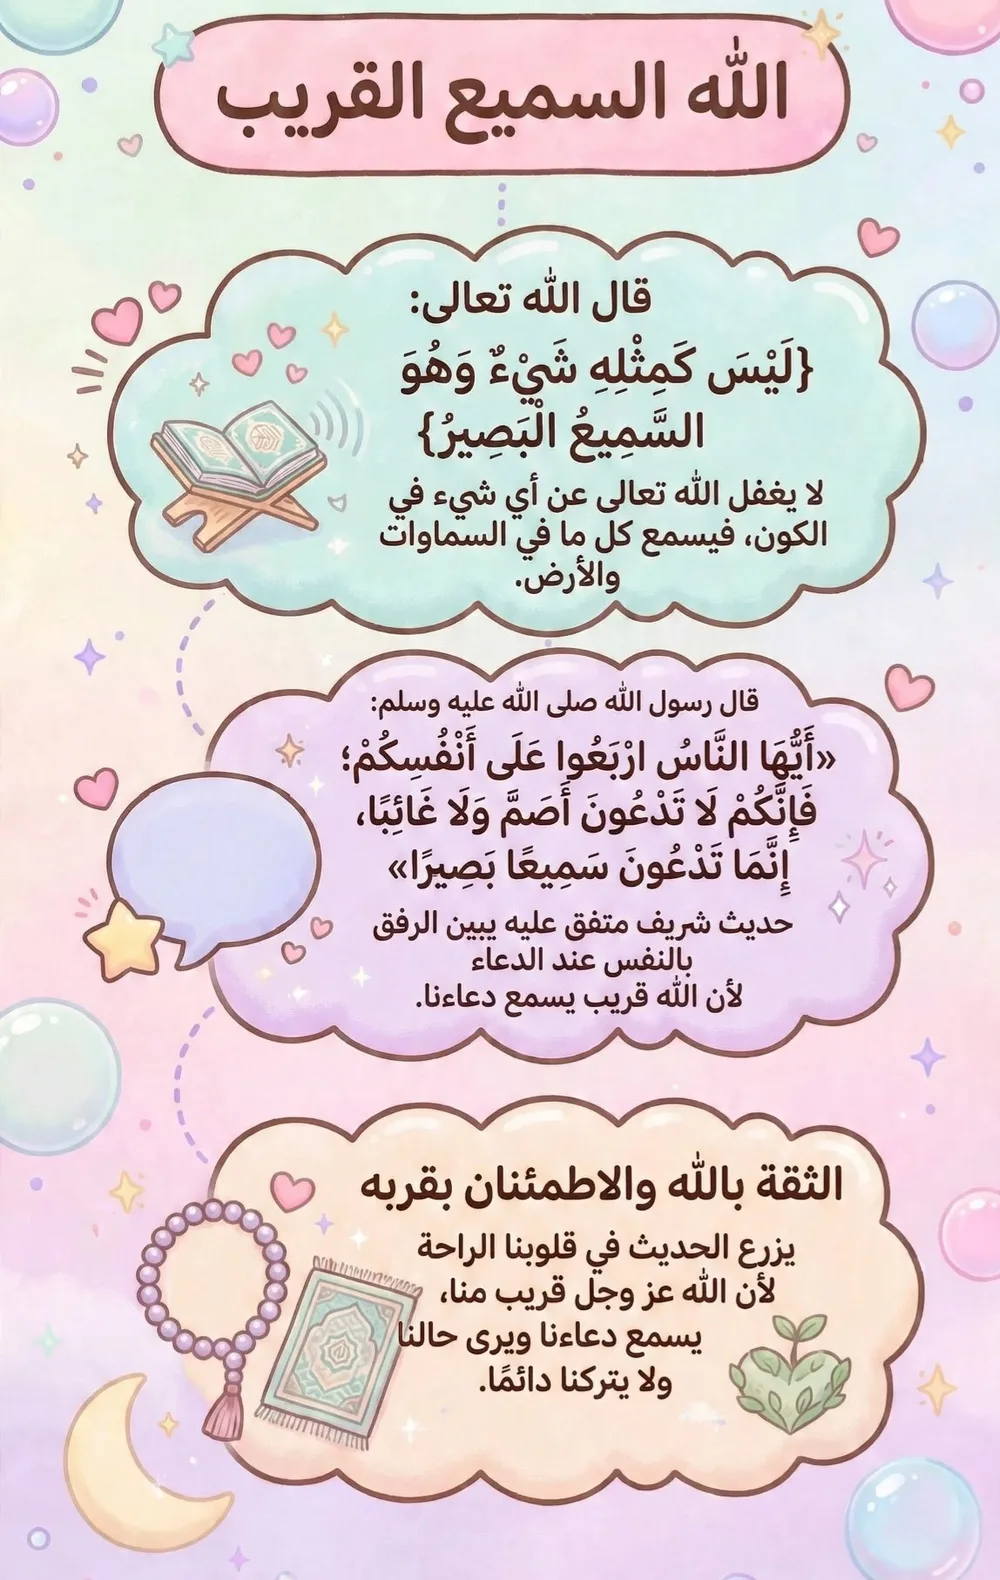 الله السميع القريب
قال الله تعالى:
{لَيْسَ كَمِثْلِهِ شَيْءٌ وَهُوَ
السَّمِيعُ الْبَصِيرُ}
لا يغفل الله تعالى عن أي شيء في
الكون، فيسمع كل ما في السماوات
والأرض.
قال رسول الله صلى الله عليه وسلم:
«أَيُّهَا النَّاسُ ارْبَعُوا عَلَى أَنْفُسِكُمْ؛
فَإِنَّكُمْ لَا تَدْعُونَ أَصَمَّ وَلَا غَائِبًا،
إِنَّمَا تَدْعُونَ سَمِيعًا بَصِيرًا»
حديث شريف متفق عليه يبين الرفق
بالنفس عند الدعاء
لأن الله قريب يسمع دعاءنا.
الثقة بالله والاطمئنان بقربه
يزرع الحديث في قلوبنا الراحة
لأن الله عز وجل قريب منا،
يسمع دعاءنا ويرى حالنا
ولا يتركنا دائمًا.